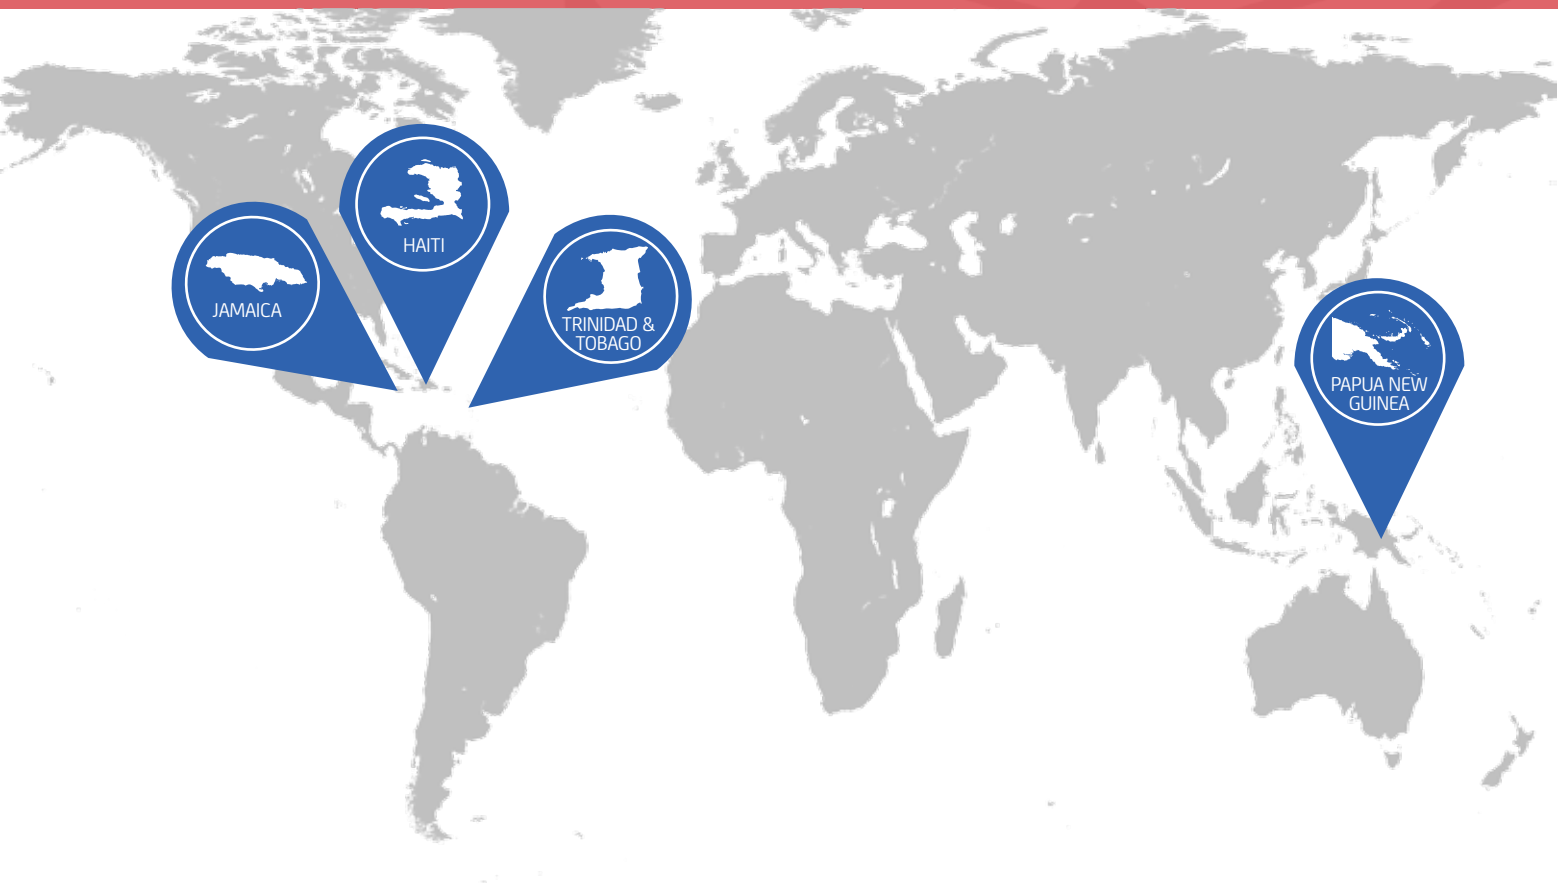 HAITI
JAMAICA
TRINIDAD &
TOBAGO
PAPUA NEW
GUINEA